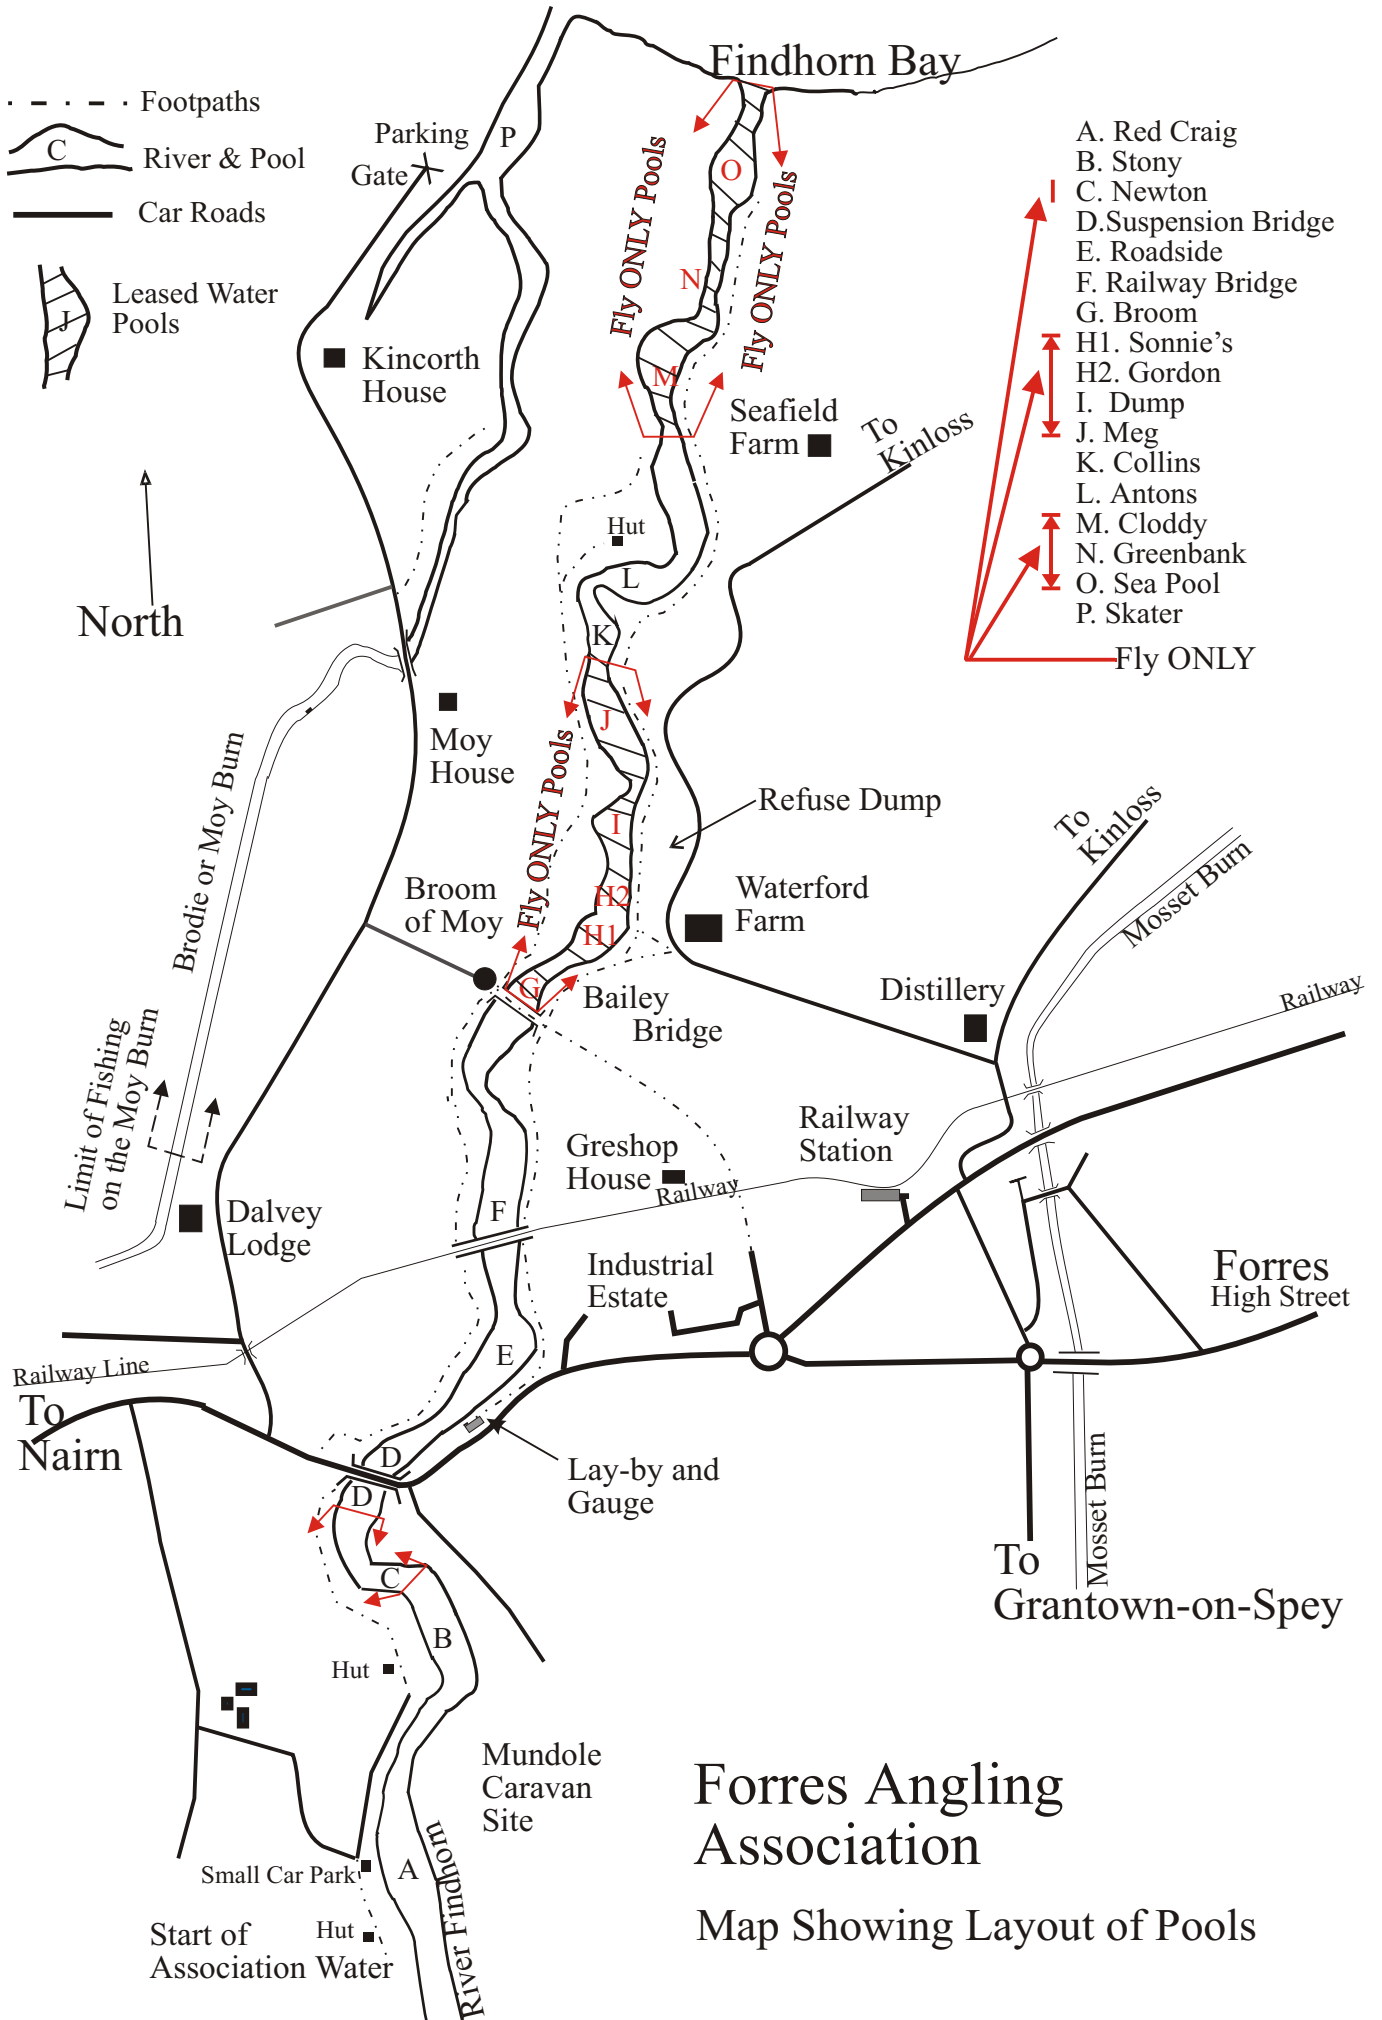 Findhorn Bay
Footpaths
C
River & Pool
Car Roads
J
Leased Water
Pools
Parking
Gate
P
Fly ONLY Pools
Fly ONLY Pools
O
N
M
A. Red Craig
B. Stony
C. Newton
D.Suspension Bridge
E. Roadside
F. Railway Bridge
G. Broom
H1. Sonnie's
H2. Gordon
I. Dump
J. Meg
K. Collins
L. Antons
M. Cloddy
N. Greenbank
O. Sea Pool
P. Skater
Fly ONLY
Kincorth
House
Seafield
Farm
To
Kinloss
North
Hut
L
K
J
Moy
House
Brodie or Moy Burn
Fly ONLY Pools
I
Refuse Dump
To
Kinloss
Mosset Burn
Broom
of Moy
H2
H1
G
Waterford
Farm
Bailey
Bridge
Distillery
Railway
Limit of Fishing
on the Moy Burn
Greshop
House
Railway
Railway
Station
Dalvey
Lodge
F
Industrial
Estate
Forres
High Street
Railway Line
To
Nairn
E
D
D
Lay-by and
Gauge
C
B
Hut
Mosset Burn
To
Grantown-on-Spey
Mundole
Caravan
Site
Small Car Park
A
River Findhorn
Start of
Association Water
Hut
Forres Angling
Association
Map Showing Layout of Pools